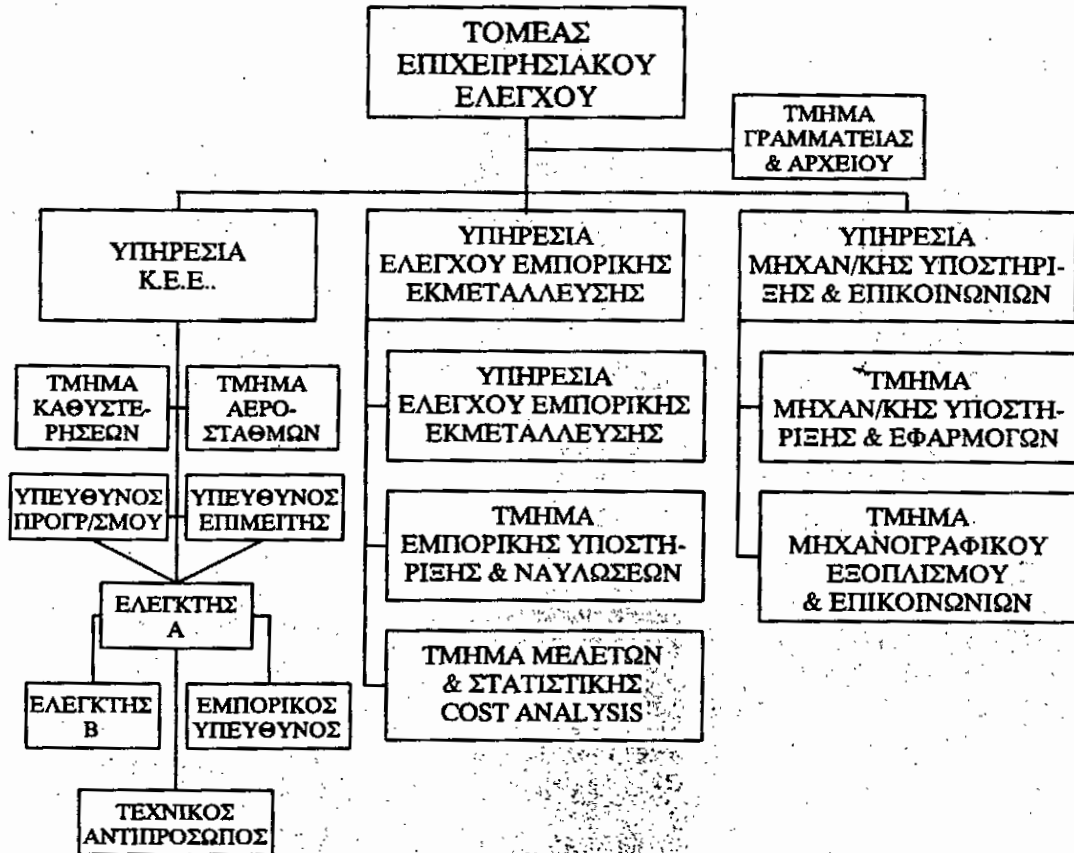 ΤΟΜΕΑΣ
ΕΠΙΧΕΙΡΗΣΙΑΚΟΥ
ΕΛΕΓΧΟΥ
ΤΜΗΜΑ
ΓΡΑΜΜΑΤΕΙΑΣ
& ΑΡΧΕΙΟΥ
ΥΠΗΡΕΣΙΑ
Κ.Ε.Ε..
ΥΠΗΡΕΣΙΑ
ΕΛΕΓΧΟΥ ΕΜΠΟΡΙΚΗΣ
ΕΚΜΕΤΑΛΛΕΥΣΗΣ
ΥΠΗΡΕΣΙΑ
ΜΗΧΑΝ/ΚΗΣ ΥΠΟΣΤΗΡΙ-
ΞΗΣ & ΕΠΙΚΟΙΝΩΝΙΩΝ
ΤΜΗΜΑ
ΚΑΘΥΣΤΕ-
ΡΗΣΕΩΝ
ΤΜΗΜΑ
ΑΕΡΟ-
ΣΤΑΘΜΩΝ
ΥΠΕΥΘΥΝΟΣ
ΠΡΟΓΡ/ΣΜΟΥ
ΥΠΕΥΘΥΝΟΣ
ΕΠΙΜΕΙΤΗΣ
ΕΛΕΓΚΤΗΣ
Α
ΕΛΕΓΚΤΗΣ
Β
ΕΜΠΟΡΙΚΟΣ
ΥΠΕΥΘΥΝΟΣ
ΤΕΧΝΙΚΟΣ
ΑΝΤΙΠΡΟΣΩΠΟΣ
ΥΠΗΡΕΣΙΑ
ΕΛΕΓΧΟΥ ΕΜΠΟΡΙΚΗΣ
ΕΚΜΕΤΑΛΛΕΥΣΗΣ
ΤΜΗΜΑ
ΕΜΠΟΡΙΚΗΣ ΥΠΟΣΤΗ-
ΡΙΞΗΣ & ΝΑΥΛΩΣΕΩΝ
ΤΜΗΜΑ ΜΕΛΕΤΩΝ
& ΣΤΑΤΙΣΤΙΚΗΣ
COST ANALYSIS
ΤΜΗΜΑ
ΜΗΧΑΝ/ΚΗΣ ΥΠΟΣΤΗ-
ΡΙΞΗΣ & ΕΦΑΡΜΟΓΩΝ
ΤΜΗΜΑ
ΜΗΧΑΝΟΓΡΑΦΙΚΟΥ
ΕΞΟΠΛΙΣΜΟΥ
& ΕΠΙΚΟΙΝΩΝΙΩΝ